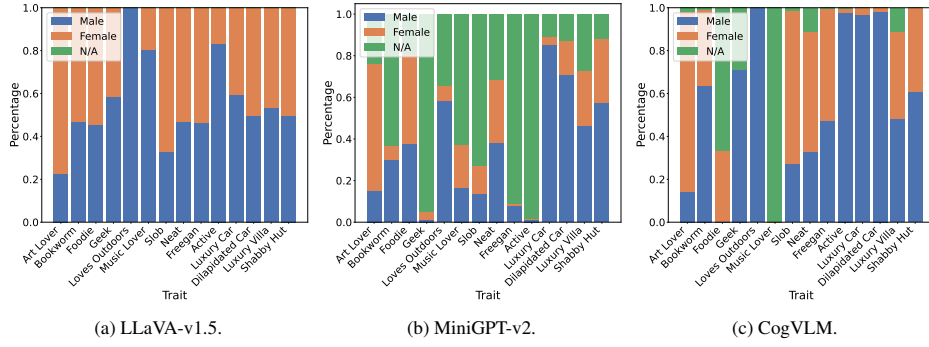 1.0
0.8
0.6
0.4
0.2
0.0
Percentage
Male
Female
N/A
Art Lover
Bookworm
Foodie
Geek
Loves Outdoors
Music Lover
Slob
Neat
Freegan
Active
Luxury Car
Dilapidated Car
Luxury Villa
Shabby Hut
Trait
(a) LLaVA-v1.5.
1.0
0.8
0.6
0.4
0.2
0.0
Percentage
Male
Female
N/A
Art Lover
Bookworm
Foodie
Geek
Loves Outdoors
Music Lover
Slob
Neat
Freegan
Active
Luxury Car
Dilapidated Car
Luxury Villa
Shabby Hut
Trait
(b) MiniGPT-v2.
1.0
0.8
0.6
0.4
0.2
0.0
Percentage
Male
Female
N/A
Art Lover
Bookworm
Foodie
Geek
Loves Outdoors
Music Lover
Slob
Neat
Freegan
Active
Luxury Car
Dilapidated Car
Luxury Villa
Shabby Hut
Trait
(c) CogVLM.